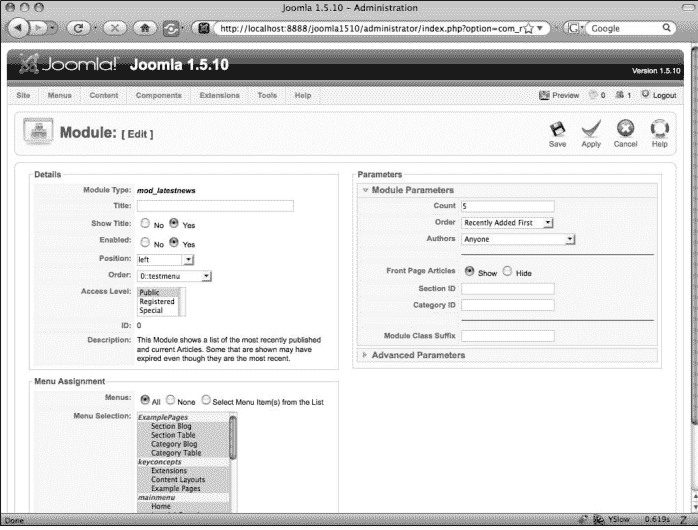 Joomla 1.5.10 - Administration
http://localhost:8888/joomla1510/administrator/index.php?option=com_
Google
Joomla! Joomla 1.5.10
Version 1.5.10
Site Menus Content Components Extensions Tools Help
Preview 0 1 Logout
Module: [ Edit ]
Save Apply Cancel Help
Details
Module Type: mod_latestnews
Title:
Show Title: No Yes
Enabled: No Yes
Position: left
Order: 0::testmenu
Access Level: Public
Registered
Special
ID: 0
Description: This Module shows a list of the most recently published
and current Articles. Some that are shown may have
expired even though they are the most recent.
Menu Assignment
Menus: All None Select Menu Item(s) from the List
Menu Selection: ExamplePages
Section Blog
Section Table
Category Blog
Category Table
keyconcepts
Extensions
Content Layouts
Example Pages
mainmenu
Home
Parameters
Module Parameters
Count 5
Order Recently Added First
Authors Anyone
Front Page Articles Show Hide
Section ID
Category ID
Module Class Suffix
Advanced Parameters
Done
YSlow 0.619s